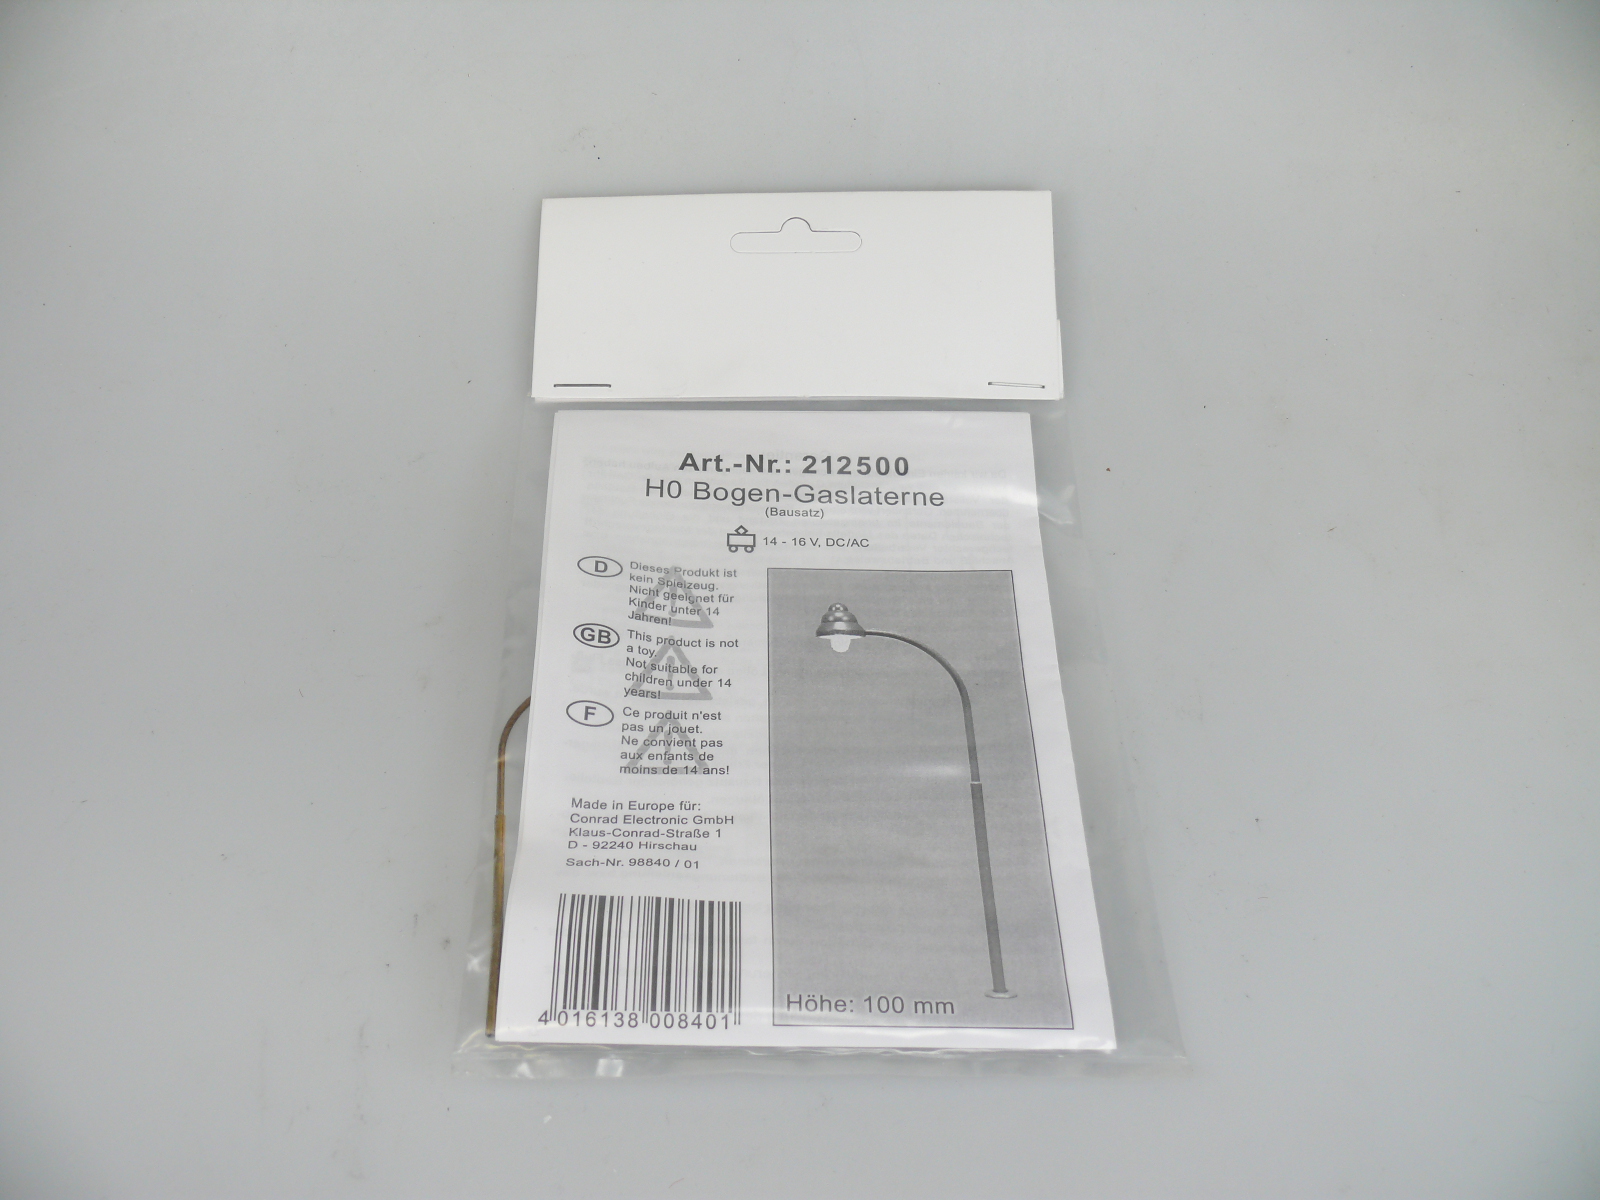 Art.-Nr.: 212500
H0 Bogen-Gaslaterne
(Bausatz)
14 - 16 V, DC/AC
D
Dieses Produkt ist
kein Spielzeug.
Nicht geeignet für
Kinder unter 14
Jahren!
GB
This product is not
a toy.
Not suitable for
children under 14
years!
F
Ce produit n'est
pas un jouet.
Ne convient pas
aux enfants de
moins de 14 ans!
Made in Europe für:
Conrad Electronic GmbH
Klaus-Conrad-Straße 1
D - 92240 Hirschau
Sach-Nr. 98840 / 01
4 016138 008401
Höhe: 100 mm